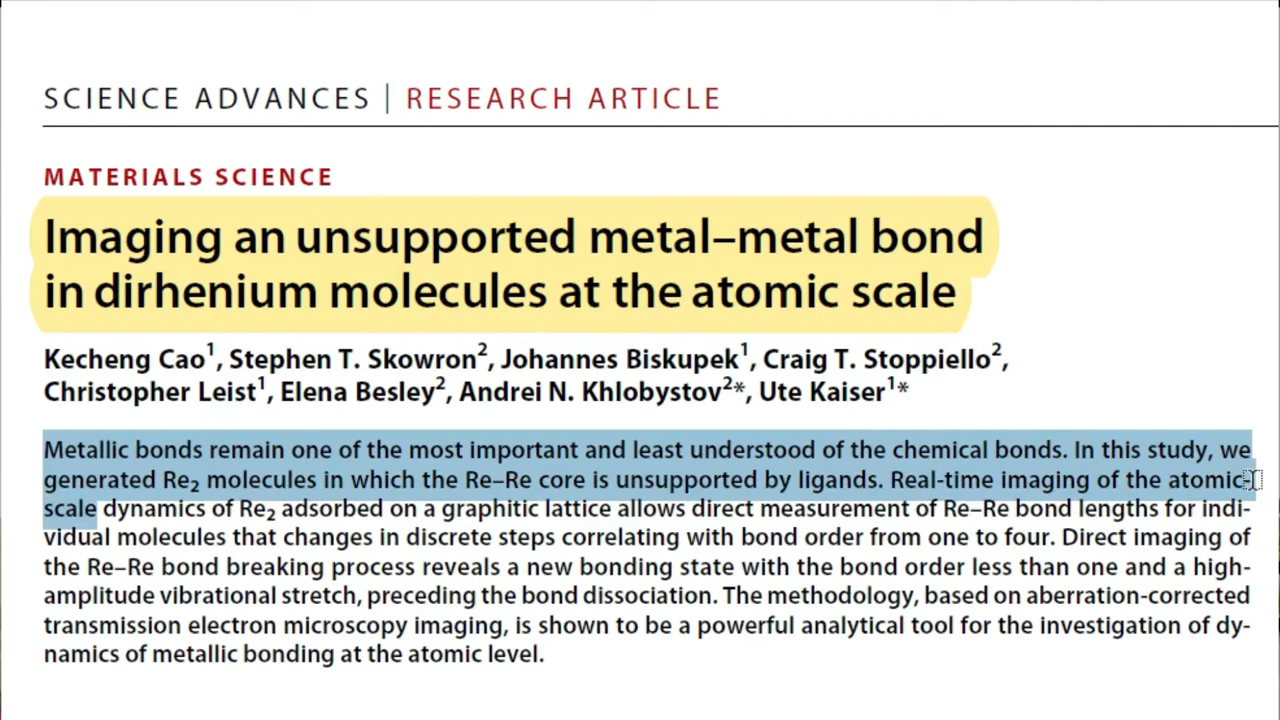 SCIENCE ADVANCES | RESEARCH ARTICLE
MATERIALS SCIENCE
Imaging an unsupported metal–metal bond
in dirhenium molecules at the atomic scale
Kecheng Cao¹, Stephen T. Skowron², Johannes Biskupek¹, Craig T. Stoppiello²,
Christopher Leist¹, Elena Besley², Andrei N. Khlobystov²*, Ute Kaiser¹*
Metallic bonds remain one of the most important and least understood of the chemical bonds. In this study, we
generated Re₂ molecules in which the Re–Re core is unsupported by ligands. Real-time imaging of the atomic-
scale dynamics of Re₂ adsorbed on a graphitic lattice allows direct measurement of Re–Re bond lengths for indi-
vidual molecules that changes in discrete steps correlating with bond order from one to four. Direct imaging of
the Re–Re bond breaking process reveals a new bonding state with the bond order less than one and a high-
amplitude vibrational stretch, preceding the bond dissociation. The methodology, based on aberration-corrected
transmission electron microscopy imaging, is shown to be a powerful analytical tool for the investigation of dy-
namics of metallic bonding at the atomic level.